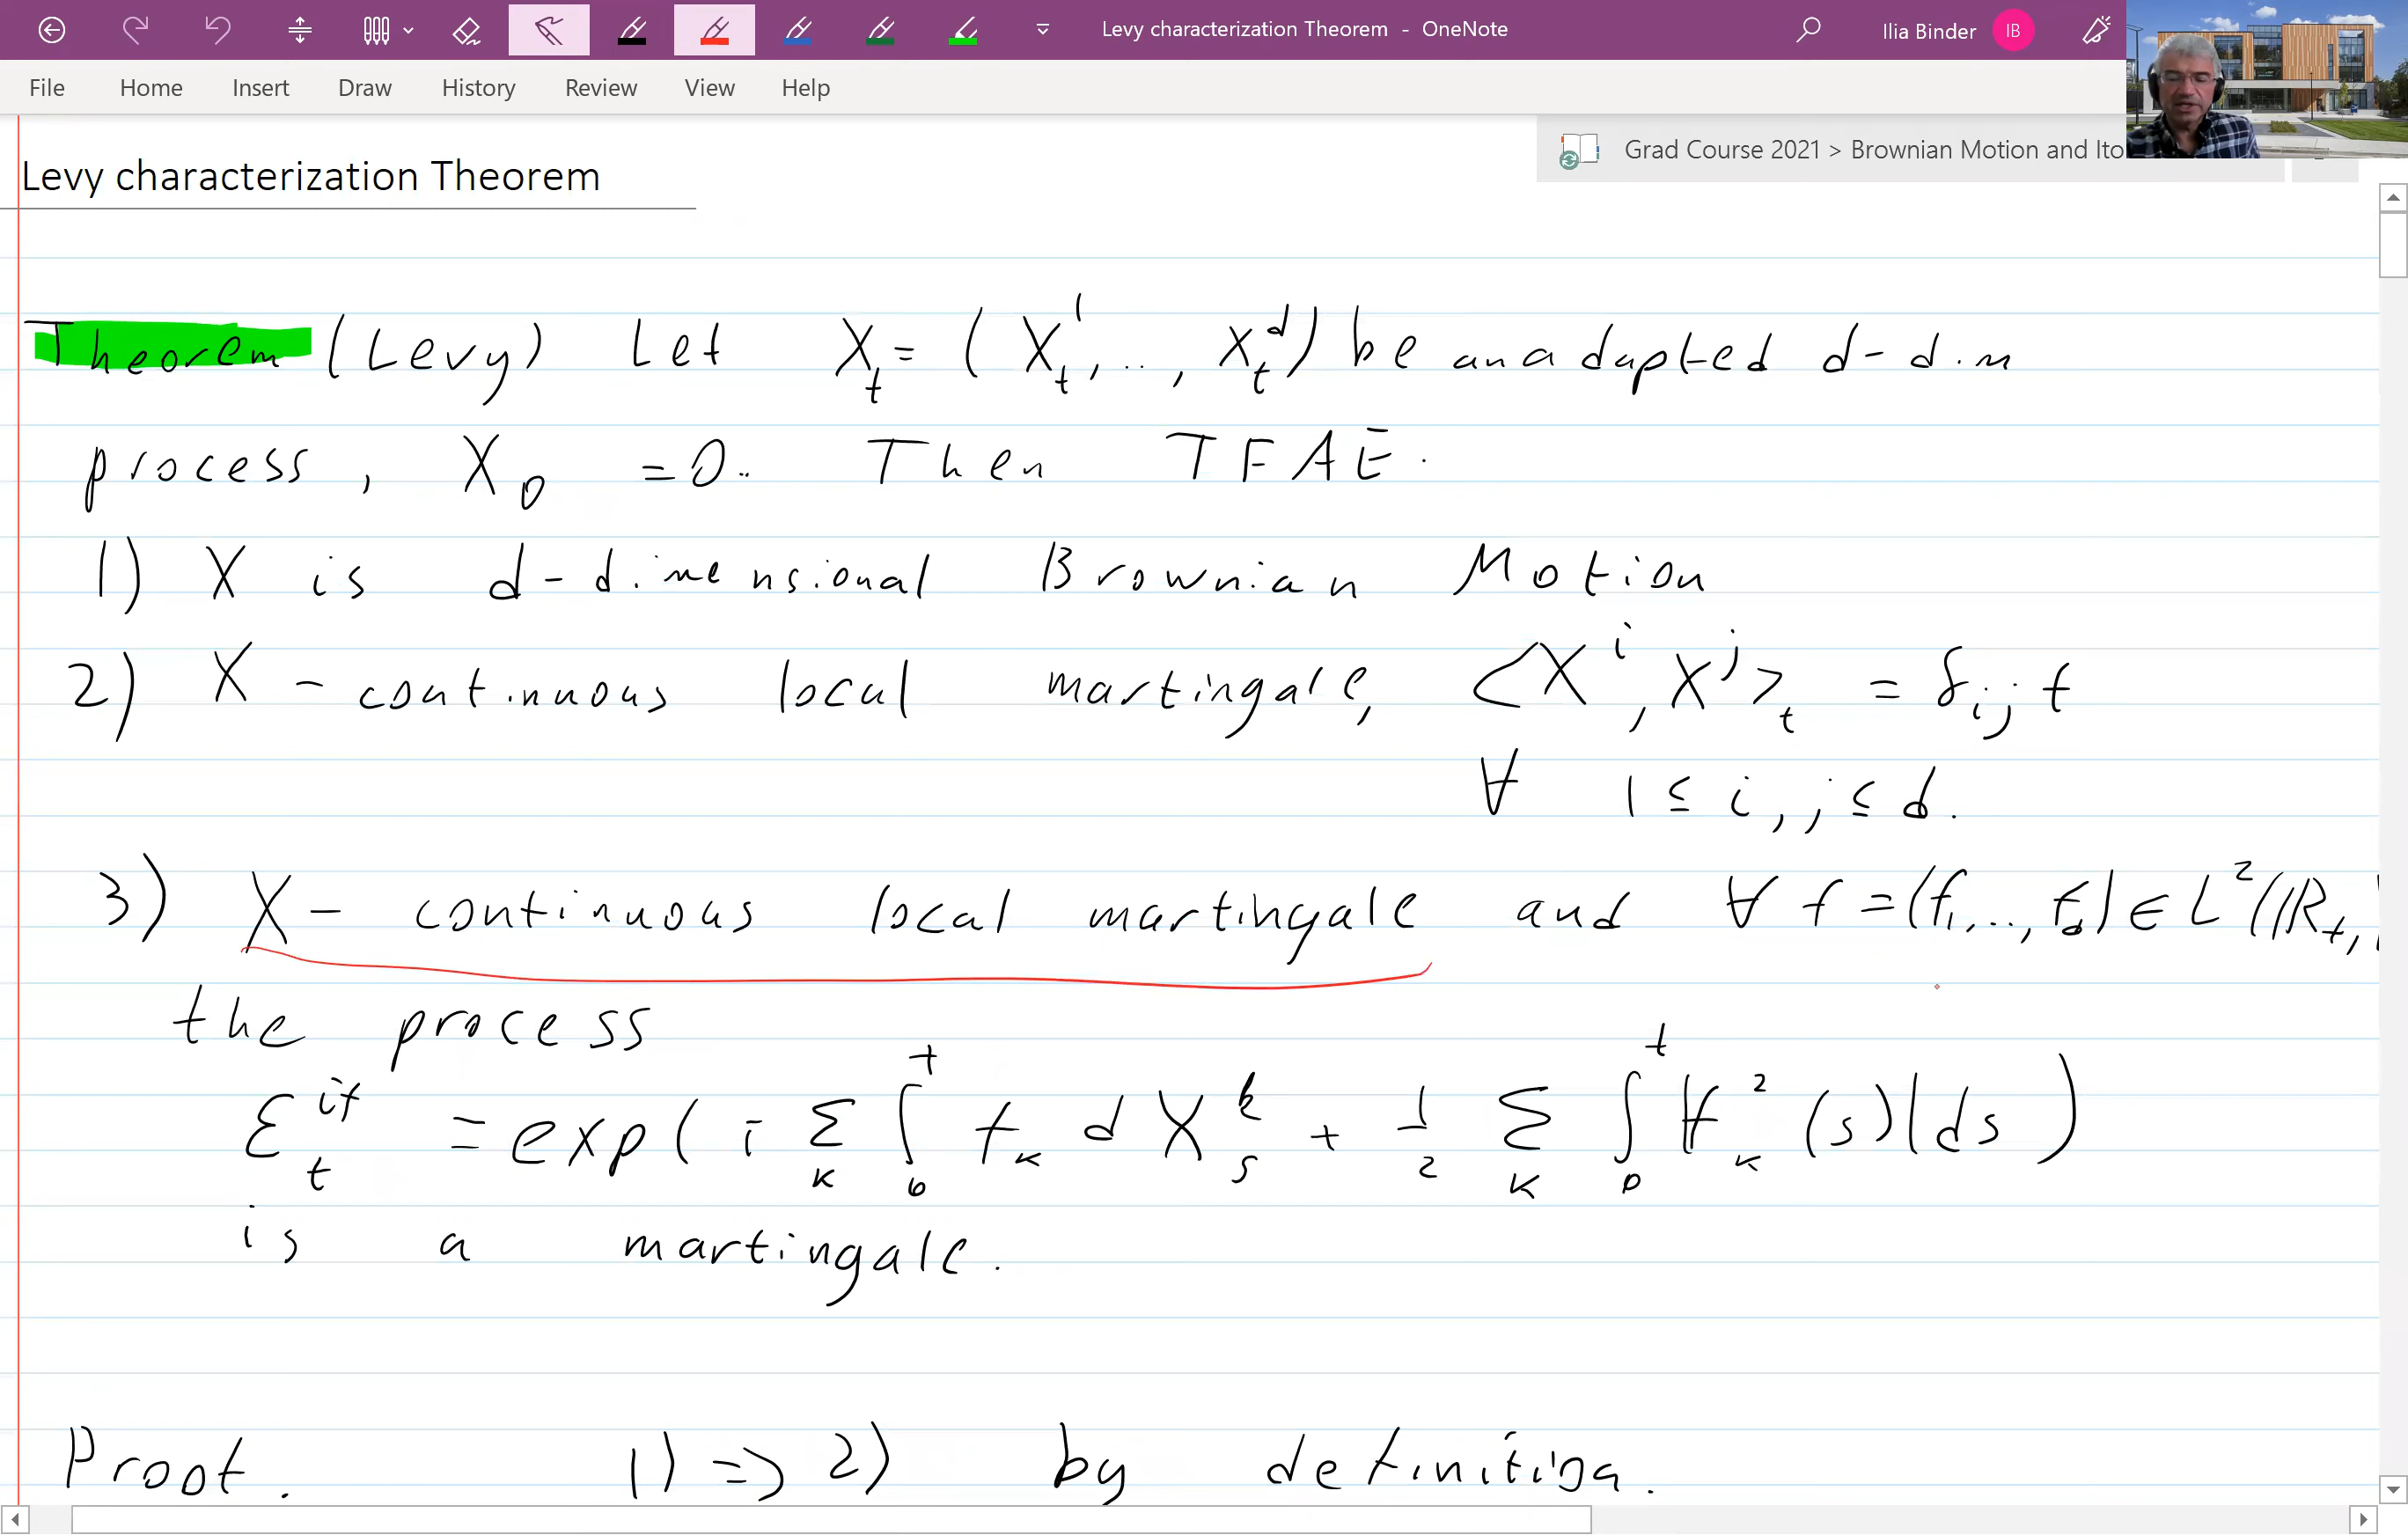 Levy characterization Theorem - OneNote
Ilia Binder IB
File Home Insert Draw History Review View Help
Grad Course 2021 > Brownian Motion and Ito
Levy characterization Theorem
Theorem (Levy) Let X_t = (X_t^1, .., X_t^d) be an adapted d-dim
process, X_0 = 0. Then TFAE.
1) X is d-dimensional Brownian Motion
2) X - continuous local martingale, <X^i, X^j>_t = δ_ij t
∀ 1 ≤ i, j ≤ d.
3) X - continuous local martingale and ∀ f = (f_1, .., f_d) ∈ L^2(ℝ_+,
the process
Ɛ_t^{if} = exp( i Σ_k ∫_0^t f_k dX_s^k + 1/2 Σ_k ∫_0^t |f_k^2(s)| ds )
is a martingale.
Proof. 1) => 2) by definition.